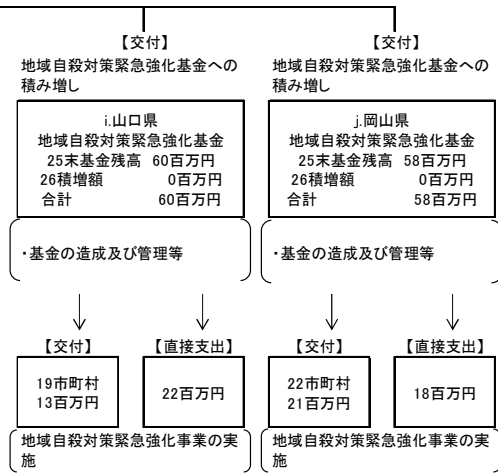 【交付】
地域自殺対策緊急強化基金への
積み増し
i.山口県
地域自殺対策緊急強化基金
25末基金残高 60百万円
26積増額 0百万円
合計 60百万円
・基金の造成及び管理等
【交付】
19市町村
13百万円
【直接支出】
22百万円
地域自殺対策緊急強化事業の実
施
【交付】
地域自殺対策緊急強化基金への
積み増し
j.岡山県
地域自殺対策緊急強化基金
25末基金残高 58百万円
26積増額 0百万円
合計 58百万円
・基金の造成及び管理等
【交付】
22市町村
21百万円
【直接支出】
18百万円
地域自殺対策緊急強化事業の実
施